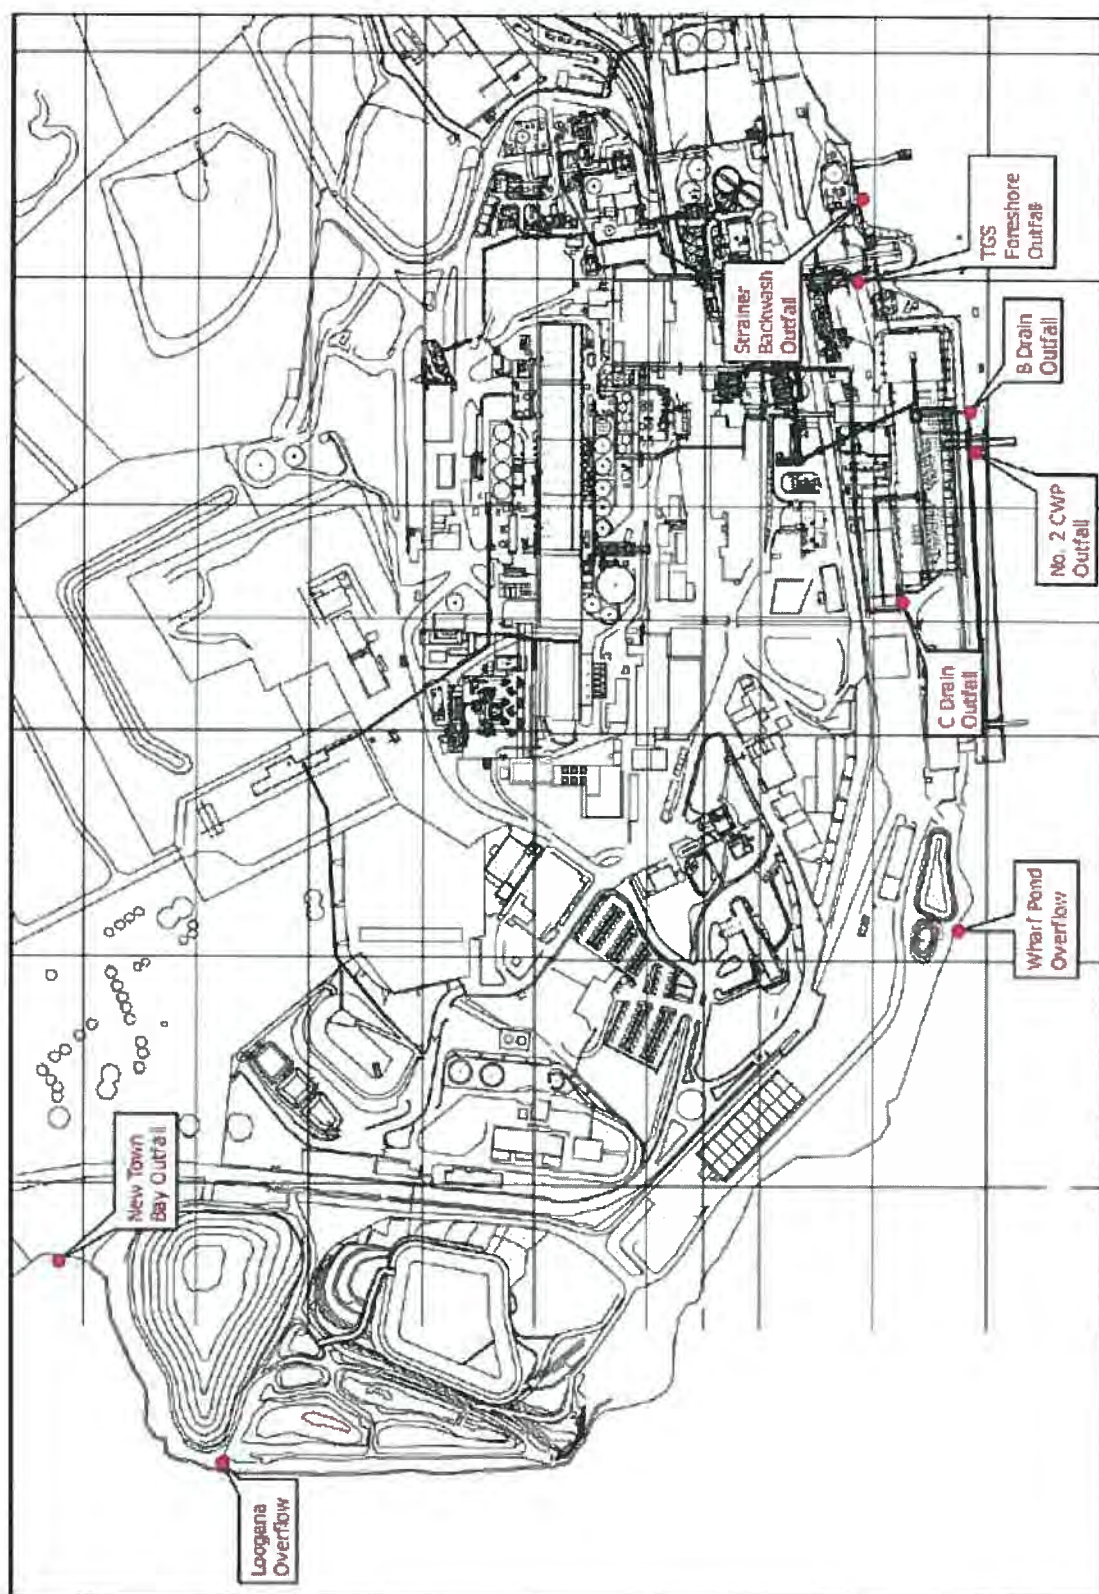 New Town
Bay Outfall
Loogana
Overflow
Strainer
Backwash
Outfall
TGS
Foreshore
Outfall
B Drain
Outfall
No. 2 CWP
Outfall
C Drain
Outfall
Wharf Pond
Overflow